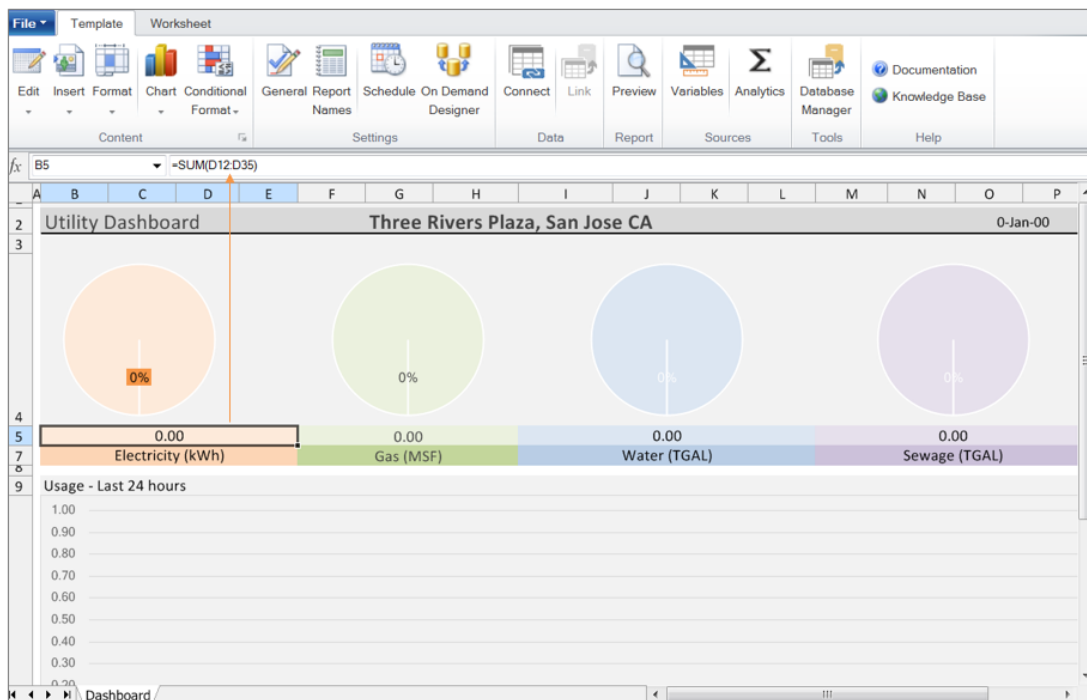 File Template Worksheet
Edit Insert Format Chart Conditional Format General Report Names Schedule On Demand Designer Connect Link Preview Variables Analytics Database Manager Documentation
Knowledge Base
Content Settings Data Report Sources Tools Help
fx B5 =SUM(D12:D35)
A B C D E F G H I J K L M N O P
2 Utility Dashboard Three Rivers Plaza, San Jose CA 0-Jan-00
3
0% 0% 0% 0%
4
5 0.00 0.00 0.00 0.00
7 Electricity (kWh) Gas (MSF) Water (TGAL) Sewage (TGAL)
8
9 Usage - Last 24 hours
1.00
0.90
0.80
0.70
0.60
0.50
0.40
0.30
0.20
Dashboard